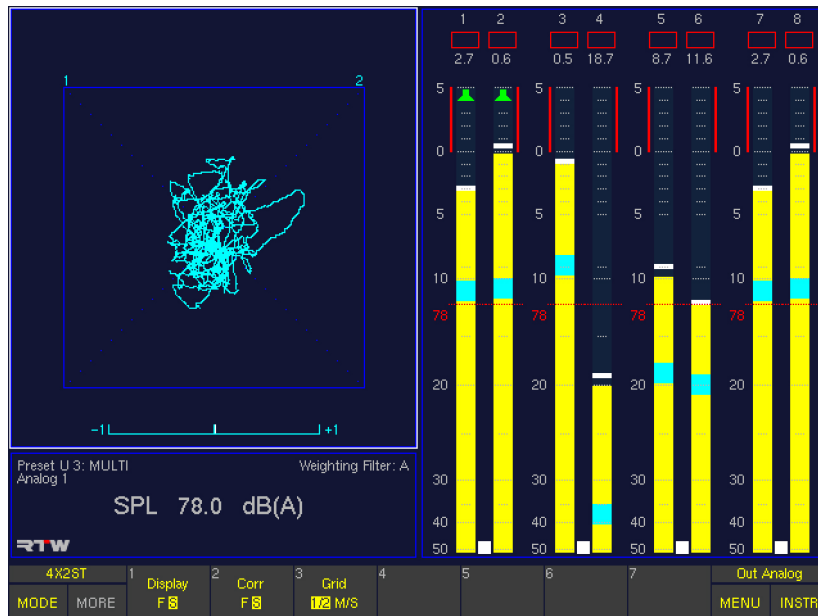 1 2
-1 +1
Preset U 3: MULTI Weighting Filter: A
Analog 1
SPL 78.0 dB(A)
RTW
1 2 3 4 5 6 7 8
2.7 0.6 0.5 18.7 8.7 11.6 2.7 0.6
5 5 5 5
0 0 0 0
5 5 5 5
10 10 10 10
78 78 78 78
20 20 20 20
30 30 30 30
40 40 40 40
50 50 50 50
4X2ST 1 Display 2 Corr 3 Grid 4 5 6 7 Out Analog
MODE MORE F S F S 1/2 M/S MENU INSTR